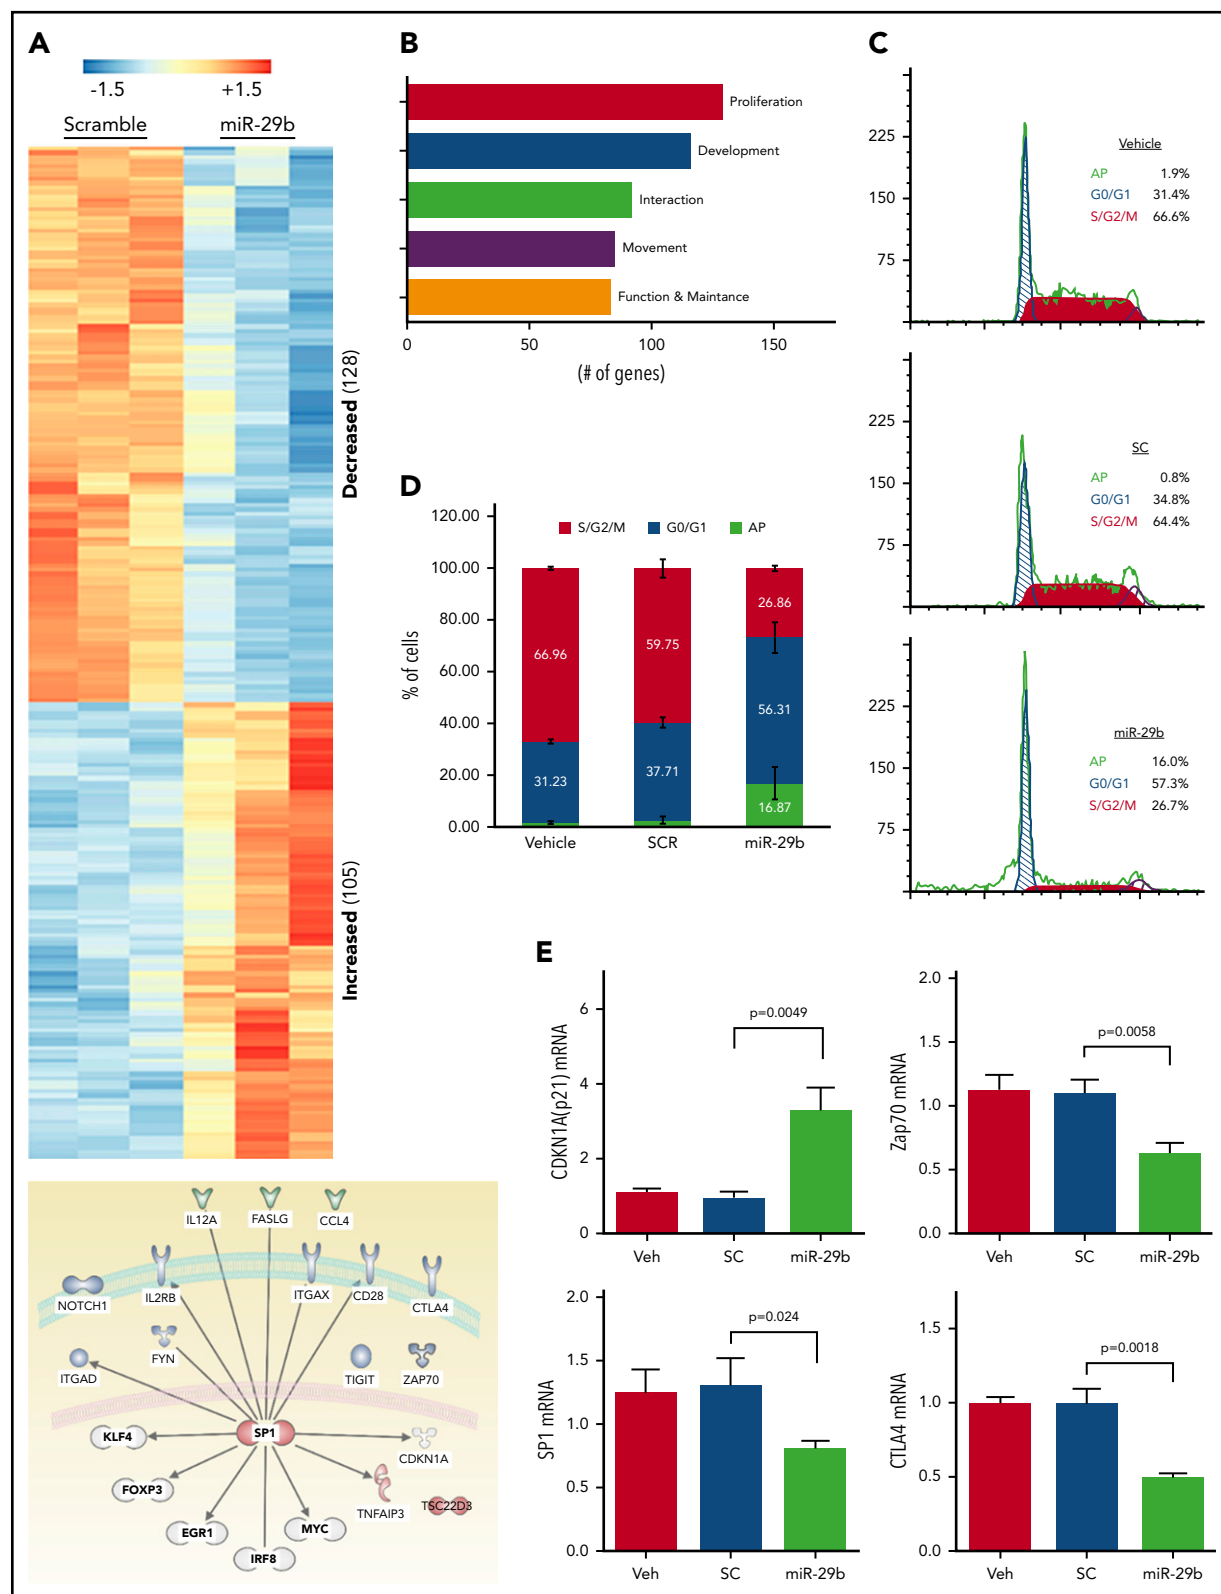 A
-1.5
+1.5
Scramble
miR-29b
Decreased (128)
Increased (105)
IL12A
FASLG
CCL4
NOTCH1
IL2RB
ITGAX
CD28
CTLA4
FYN
ITGAD
TIGIT
ZAP70
KLF4
SP1
CDKN1A
FOXP3
TNFAIP3
TSC22D3
EGR1
MYC
IRF8
B
Proliferation
Development
Interaction
Movement
Function & Maintance
0
50
100
150
(# of genes)
C
225
150
75
Vehicle
AP 1.9%
G0/G1 31.4%
S/G2/M 66.6%
225
150
75
SC
AP 0.8%
G0/G1 34.8%
S/G2/M 64.4%
225
150
75
miR-29b
AP 16.0%
G0/G1 57.3%
S/G2/M 26.7%
D
S/G2/M
G0/G1
AP
120.00
100.00
80.00
60.00
40.00
20.00
0.00
% of cells
66.96
31.23
59.75
37.71
26.86
56.31
16.87
Vehicle
SCR
miR-29b
E
CDKN1A(p21) mRNA
6
4
2
0
p=0.0049
Veh
SC
miR-29b
Zap70 mRNA
2.0
1.5
1.0
0.5
0.0
p=0.0058
Veh
SC
miR-29b
SP1 mRNA
2.0
1.5
1.0
0.5
0.0
p=0.024
Veh
SC
miR-29b
CTLA4 mRNA
1.5
1.0
0.5
0.0
p=0.0018
Veh
SC
miR-29b